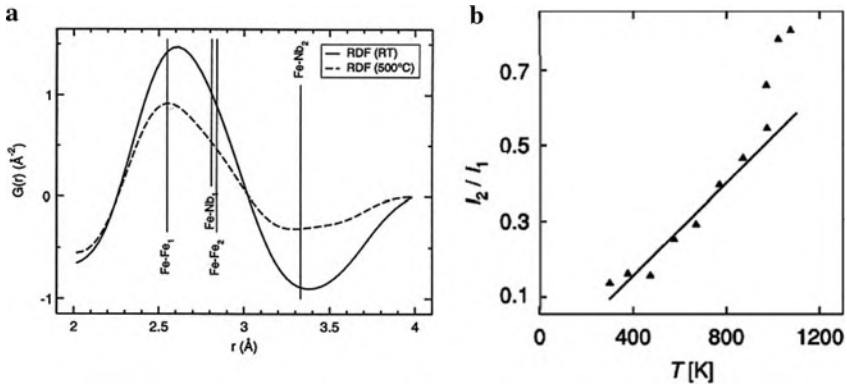 a
RDF (RT)
RDF (500°C)
Fe-Nb2
Fe-Nb1
Fe-Fe1
Fe-Fe2
G(r) (Å-2)
1
0
-1
2
2.5
3
3.5
4
r (Å)
b
I2 / I1
0.7
0.5
0.3
0.1
0
400
800
1200
T [K]